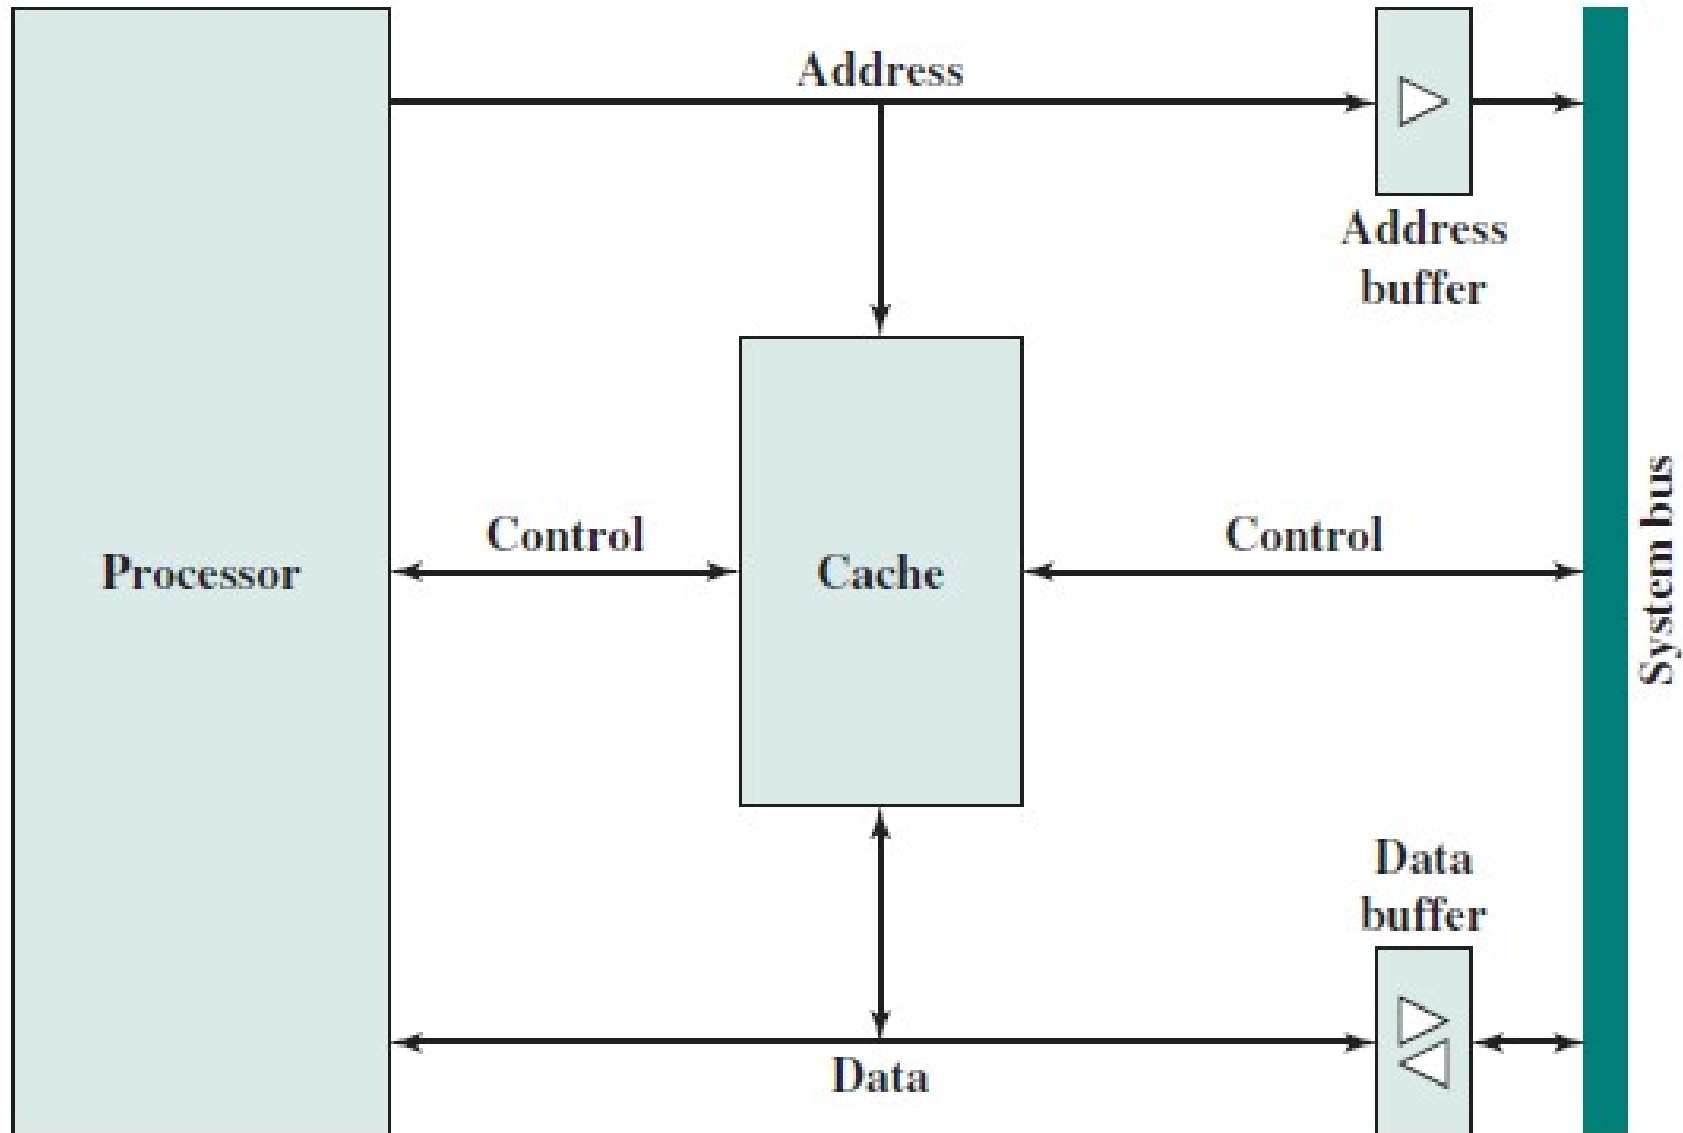 Address
Address
buffer
Processor
Control
Cache
Control
System bus
Data
buffer
Data